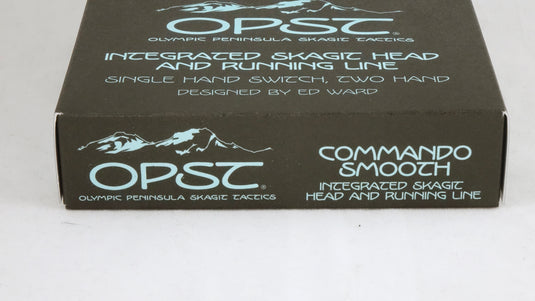 OPST®
OLYMPIC PENINSULA SKAGIT TACTICS
INTEGRATED SKAGIT HEAD
AND RUNNING LINE
SINGLE HAND SWITCH, TWO HAND
DESIGNED BY ED WARD
OPST®
OLYMPIC PENINSULA SKAGIT TACTICS
COMMANDO
SMOOTH
INTEGRATED SKAGIT
HEAD AND RUNNING LINE